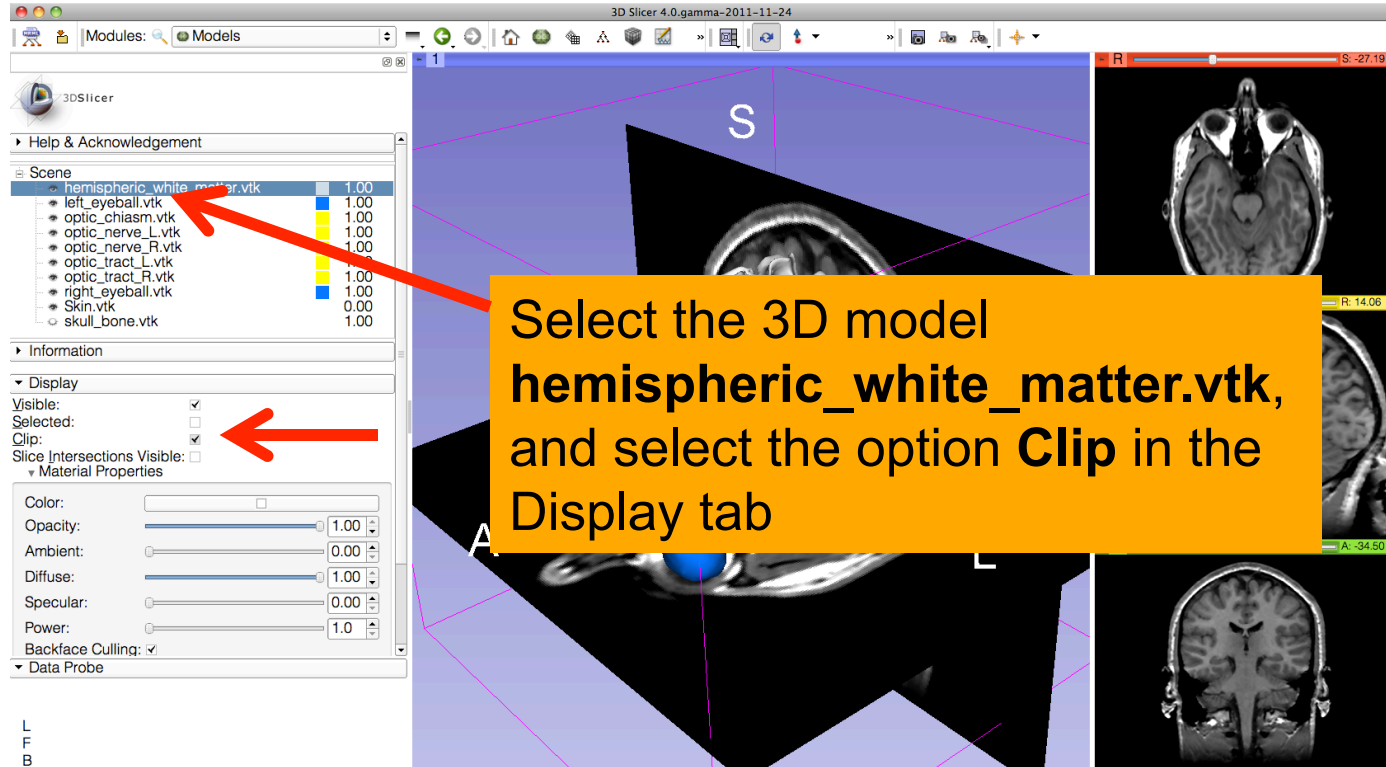 3D Slicer 4.0.gamma-2011-11-24
Modules: Models
1
R S: -27.19
3DSlicer
Help & Acknowledgement
Scene
hemispheric_white_matter.vtk 1.00
left_eyeball.vtk 1.00
optic_chiasm.vtk 1.00
optic_nerve_L.vtk 1.00
optic_nerve_R.vtk 1.00
optic_tract_L.vtk
optic_tract_R.vtk 1.00
right_eyeball.vtk 1.00
Skin.vtk 0.00
skull_bone.vtk 1.00
Information
Display
Visible:
Selected:
Clip:
Slice Intersections Visible:
Material Properties
Color:
Opacity: 1.00
Ambient: 0.00
Diffuse: 1.00
Specular: 0.00
Power: 1.0
Backface Culling:
Data Probe
L
F
B
S
Select the 3D model
hemispheric_white_matter.vtk,
and select the option Clip in the
Display tab
A
L
R: 14.06
A: -34.50